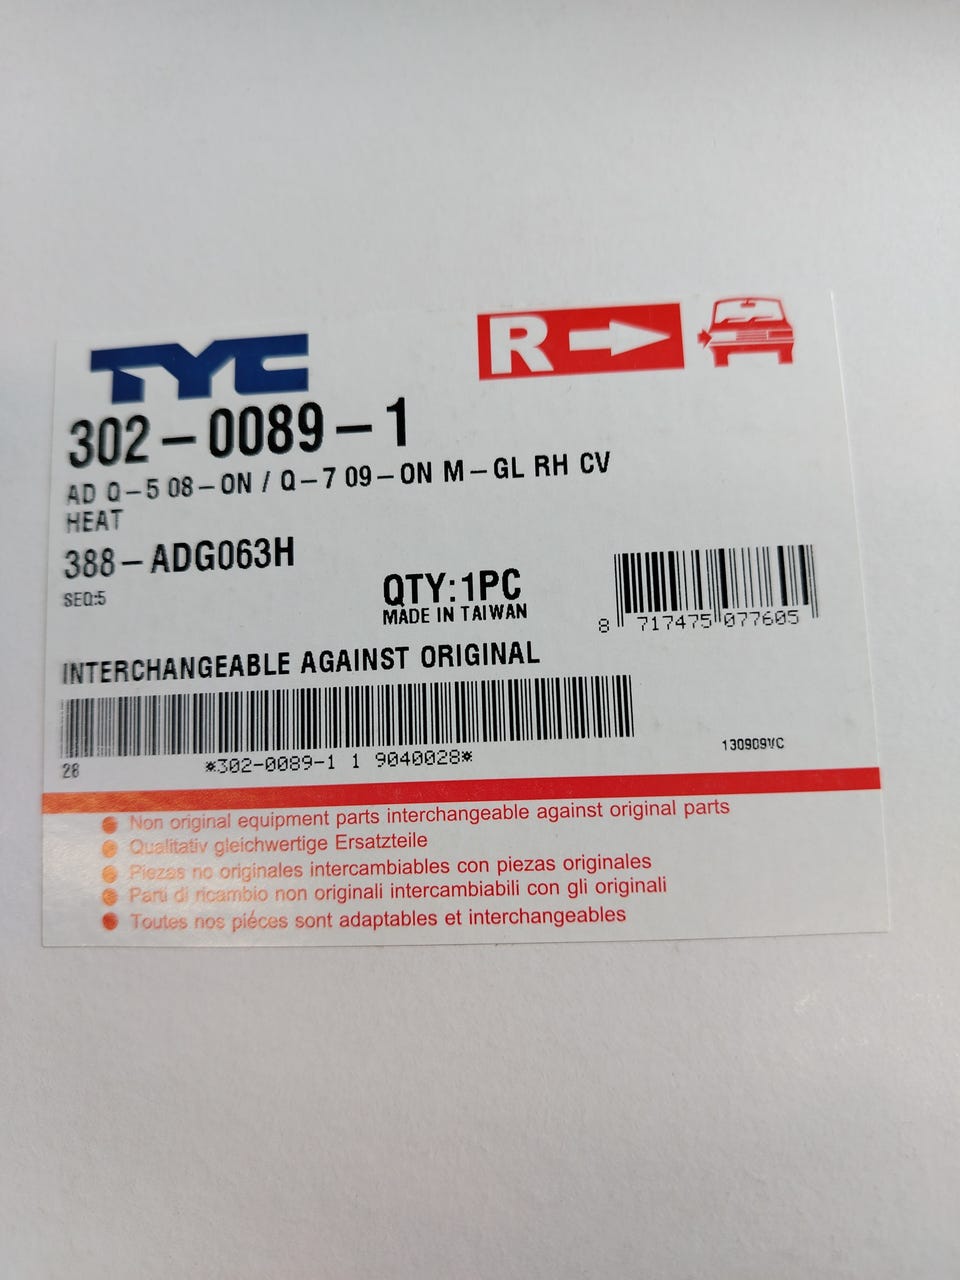 TYC
R
302-0089-1
AD Q-5 08-ON / Q-7 09-ON M-GL RH CV
HEAT
388-ADG063H
SEQ:5
QTY:1PC
MADE IN TAIWAN
8 717475 077605
INTERCHANGEABLE AGAINST ORIGINAL
28
*302-0089-1 1 9040028*
130909VC
Non original equipment parts interchangeable against original parts
Qualitativ gleichwertige Ersatzteile
Piezas no originales intercambiables con piezas originales
Parti di ricambio non originali intercambiabili con gli originali
Toutes nos piéces sont adaptables et interchangeables